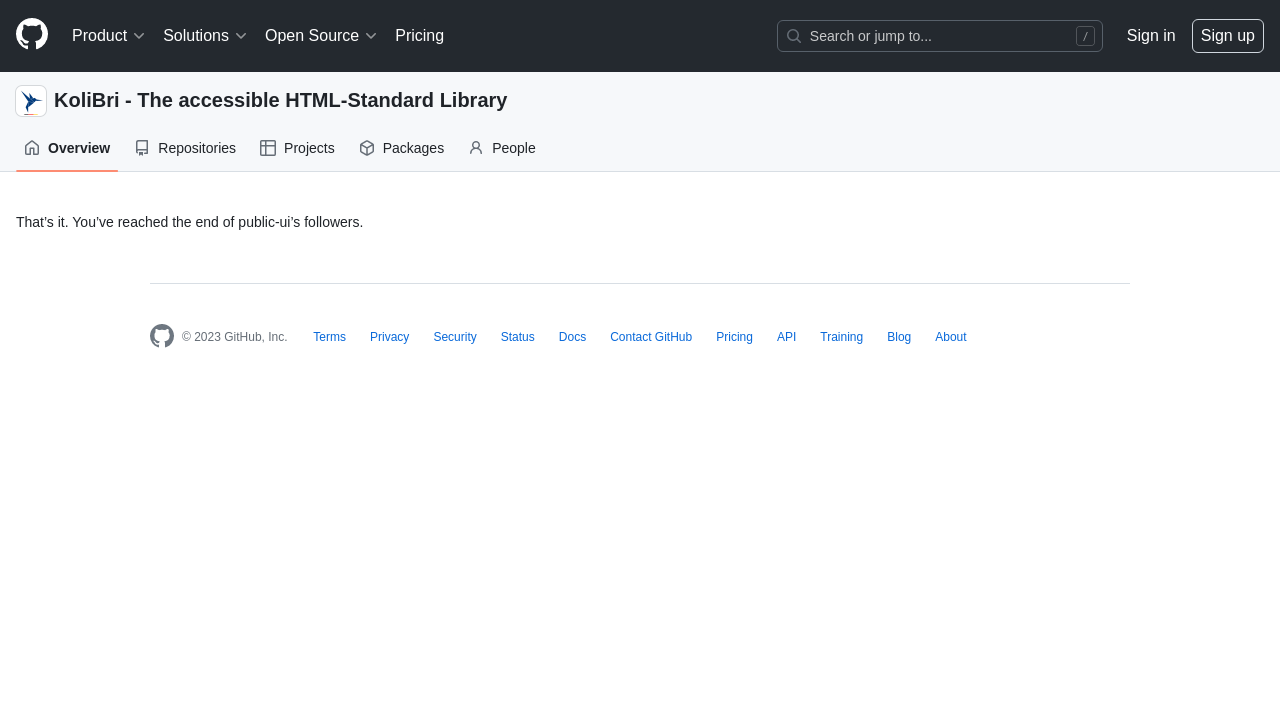 Product Solutions Open Source Pricing Search or jump to... / Sign in Sign up
KoliBri - The accessible HTML-Standard Library
Overview Repositories Projects Packages People
That’s it. You’ve reached the end of public-ui’s followers.
© 2023 GitHub, Inc. Terms Privacy Security Status Docs Contact GitHub Pricing API Training Blog About